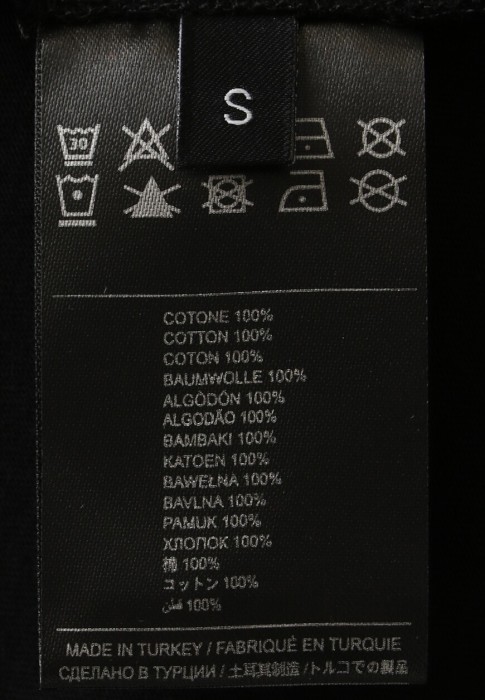 S
30
COTONE 100%
COTTON 100%
COTON 100%
BAUMWOLLE 100%
ALGÒDÓN 100%
ALGODÃO 100%
BAMBAKI 100%
KATOEN 100%
BAWEŁNA 100%
BAVLNA 100%
PAMUK 100%
ХЛОПОК 100%
棉 100%
コットン 100%
قطن 100%
MADE IN TURKEY / FABRIQUÉ EN TURQUIE
СДЕЛАНО В ТУРЦИИ / 土耳其制造 / トルコでの製品